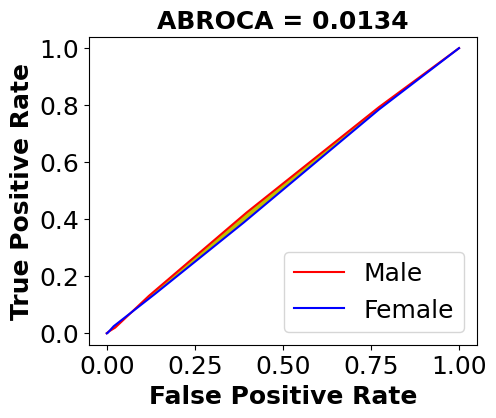 ABROCA = 0.0134
True Positive Rate
1.0
0.8
0.6
0.4
0.2
0.0
Male
Female
0.00 0.25 0.50 0.75 1.00
False Positive Rate